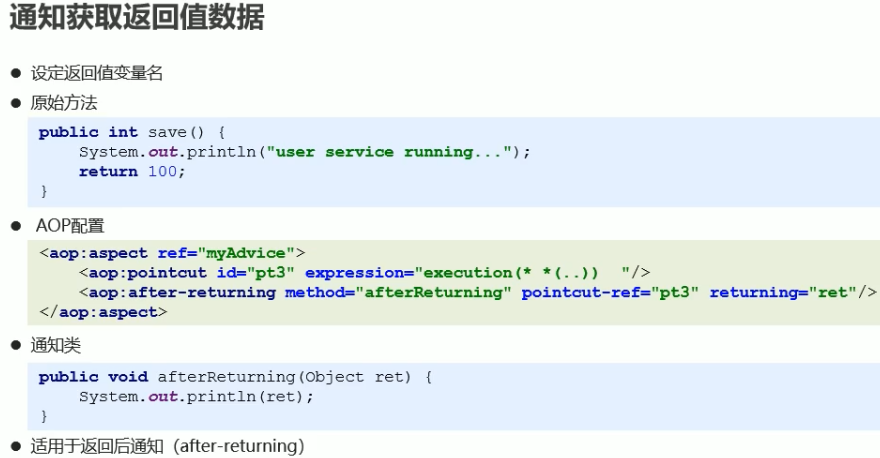 通知获取返回值数据
● 设定返回值变量名
● 原始方法
public int save() {
    System.out.println("user service running...");
    return 100;
}
● AOP配置
<aop:aspect ref="myAdvice">
    <aop:pointcut id="pt3" expression="execution(* *(..))  "/>
    <aop:after-returning method="afterReturning" pointcut-ref="pt3" returning="ret"/>
</aop:aspect>
● 通知类
public void afterReturning(Object ret) {
    System.out.println(ret);
}
● 适用于返回后通知（after-returning）